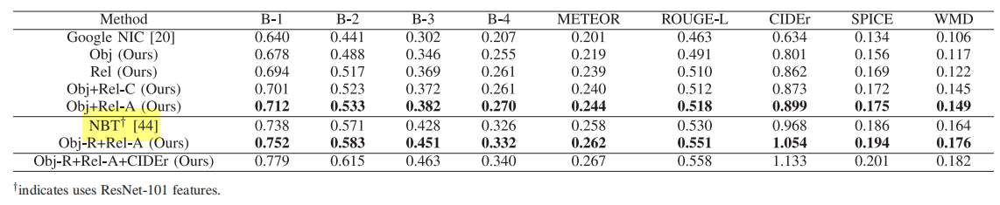 Method B-1 B-2 B-3 B-4 METEOR ROUGE-L CIDEr SPICE WMD
Google NIC [20] 0.640 0.441 0.302 0.207 0.201 0.463 0.634 0.134 0.106
Obj (Ours) 0.678 0.488 0.346 0.255 0.219 0.491 0.801 0.156 0.117
Rel (Ours) 0.694 0.517 0.369 0.261 0.239 0.510 0.862 0.169 0.122
Obj+Rel-C (Ours) 0.701 0.523 0.372 0.261 0.240 0.512 0.873 0.172 0.145
Obj+Rel-A (Ours) 0.712 0.533 0.382 0.270 0.244 0.518 0.899 0.175 0.149
NBT† [44] 0.738 0.571 0.428 0.326 0.258 0.530 0.968 0.186 0.164
Obj-R+Rel-A (Ours) 0.752 0.583 0.451 0.332 0.262 0.551 1.054 0.194 0.176
Obj-R+Rel-A+CIDEr (Ours) 0.779 0.615 0.463 0.340 0.267 0.558 1.133 0.201 0.182
†indicates uses ResNet-101 features.